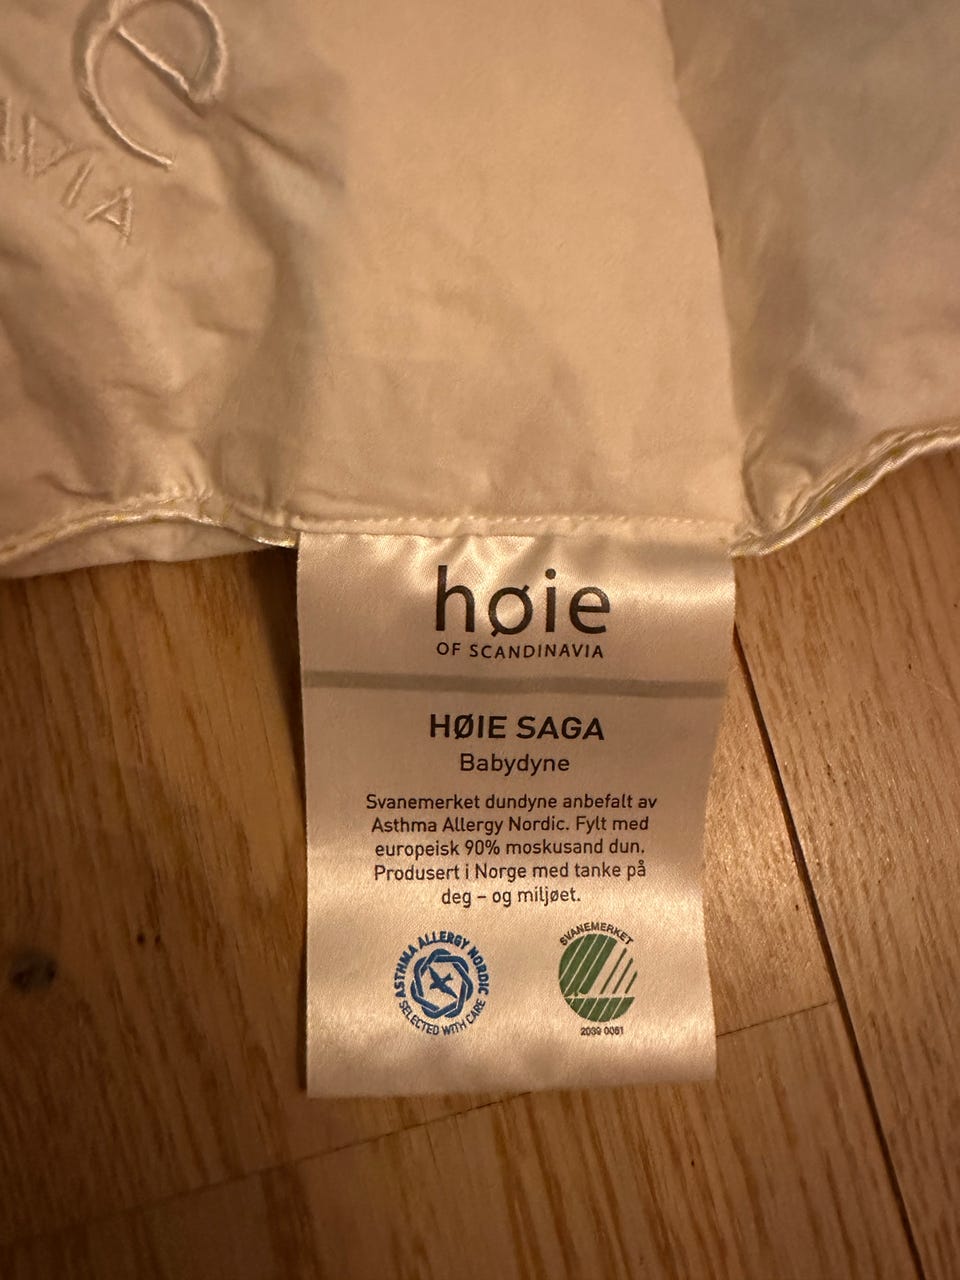 e
AVIA
høie
OF SCANDINAVIA
HØIE SAGA
Babydyne
Svanemerket dundyne anbefalt av
Asthma Allergy Nordic. Fylt med
europeisk 90% moskusand dun.
Produsert i Norge med tanke på
deg – og miljøet.
ASTHMA ALLERGY NORDIC
SELECTED WITH CARE
SVANEMERKET
2039 0061